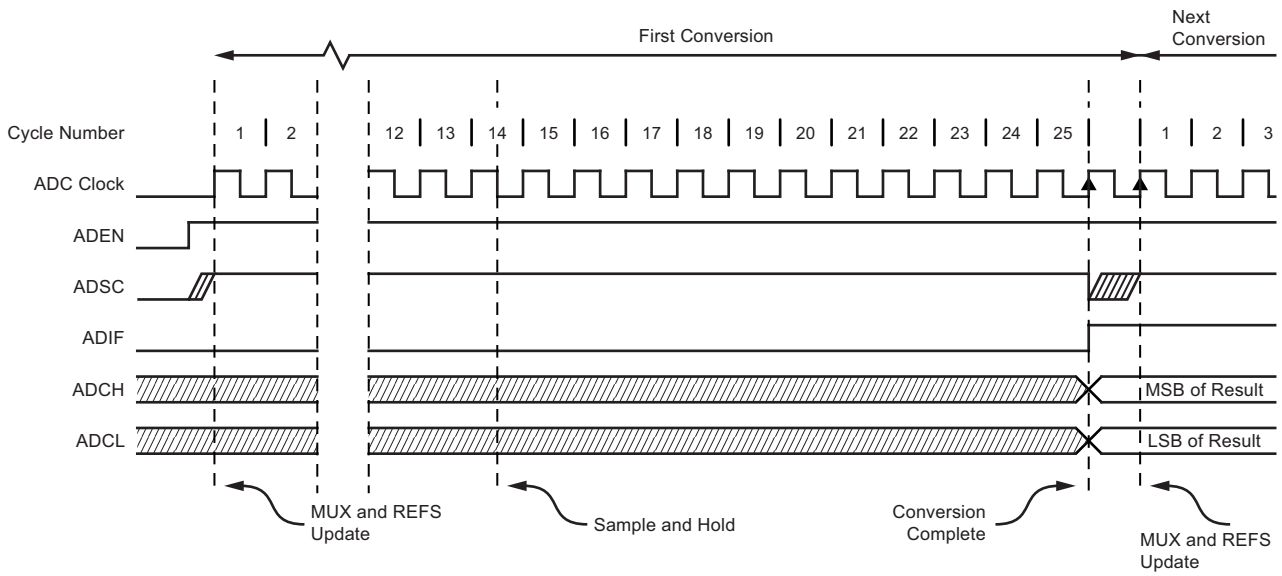 First Conversion
Next
Conversion
Cycle Number 1 2 12 13 14 15 16 17 18 19 20 21 22 23 24 25 1 2 3
ADC Clock
ADEN
ADSC
ADIF
ADCH MSB of Result
ADCL LSB of Result
MUX and REFS
Update
Sample and Hold
Conversion
Complete
MUX and REFS
Update